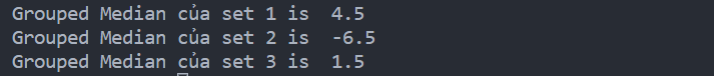 Grouped Median của set 1 is  4.5
Grouped Median của set 2 is  -6.5
Grouped Median của set 3 is  1.5